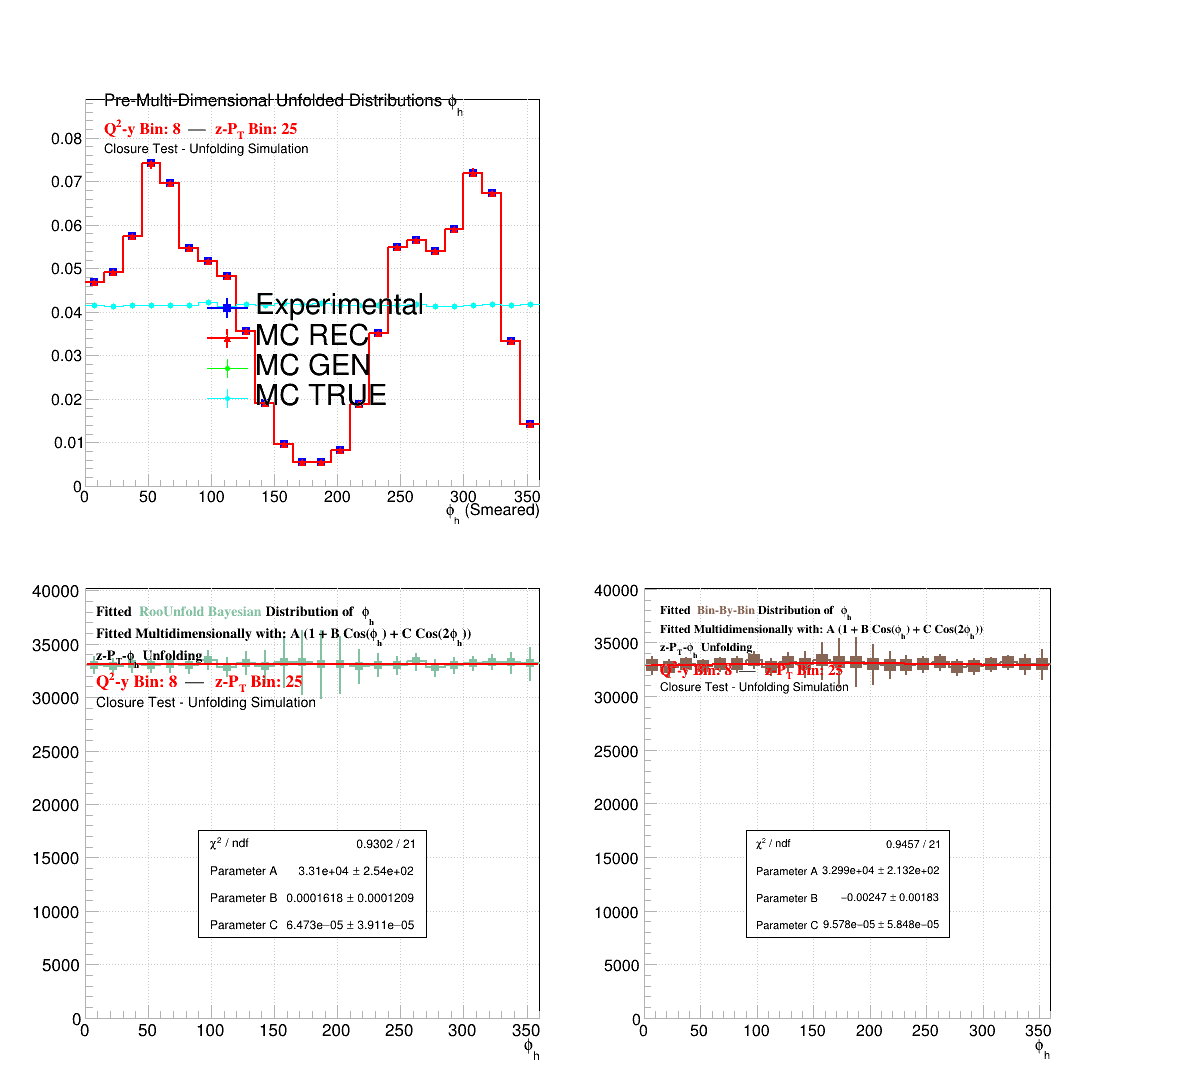 Pre-Multi-Dimensional Unfolded Distributions ϕh
Q²-y Bin: 8 — z-PT Bin: 25
Closure Test - Unfolding Simulation
0.08
0.07
0.06
0.05
0.04
0.03
0.02
0.01
0
Experimental
MC REC
MC GEN
MC TRUE
0 50 100 150 200 250 300 350
ϕh (Smeared)
Fitted RooUnfold Bayesian Distribution of ϕh
Fitted Multidimensionally with: A (1 + B Cos(ϕh) + C Cos(2ϕh))
z-PT-ϕh Unfolding
Q²-y Bin: 8 — z-PT Bin: 25
Closure Test - Unfolding Simulation
40000
35000
30000
25000
20000
15000
10000
5000
0
χ² / ndf 0.9302 / 21
Parameter A 3.31e+04 ± 2.54e+02
Parameter B 0.0001618 ± 0.0001209
Parameter C 6.473e−05 ± 3.911e−05
0 50 100 150 200 250 300 350
ϕh
Fitted Bin-By-Bin Distribution of ϕh
Fitted Multidimensionally with: A (1 + B Cos(ϕh) + C Cos(2ϕh))
z-PT-ϕh Unfolding
Q²-y Bin: 8 — z-PT Bin: 25
Closure Test - Unfolding Simulation
40000
35000
30000
25000
20000
15000
10000
5000
0
χ² / ndf 0.9457 / 21
Parameter A 3.299e+04 ± 2.132e+02
Parameter B −0.00247 ± 0.00183
Parameter C 9.578e−05 ± 5.848e−05
0 50 100 150 200 250 300 350
ϕh